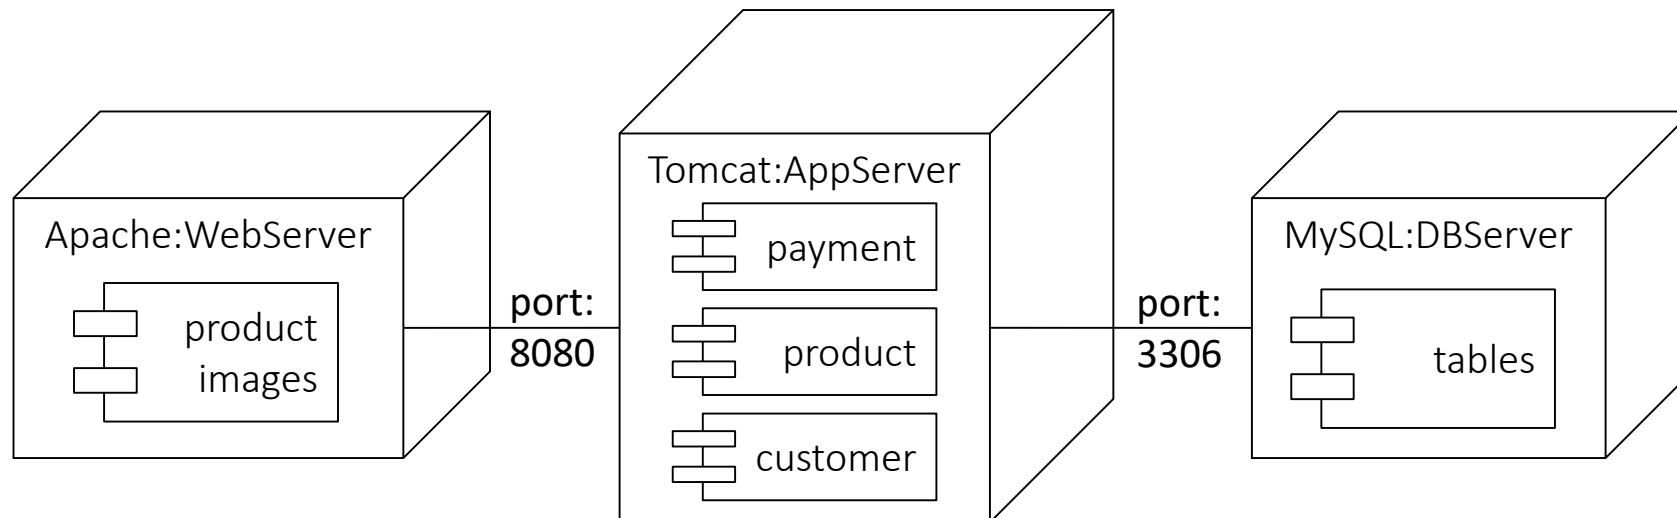 Apache:WebServer
product
images
port:
8080
Tomcat:AppServer
payment
product
customer
port:
3306
MySQL:DBServer
tables